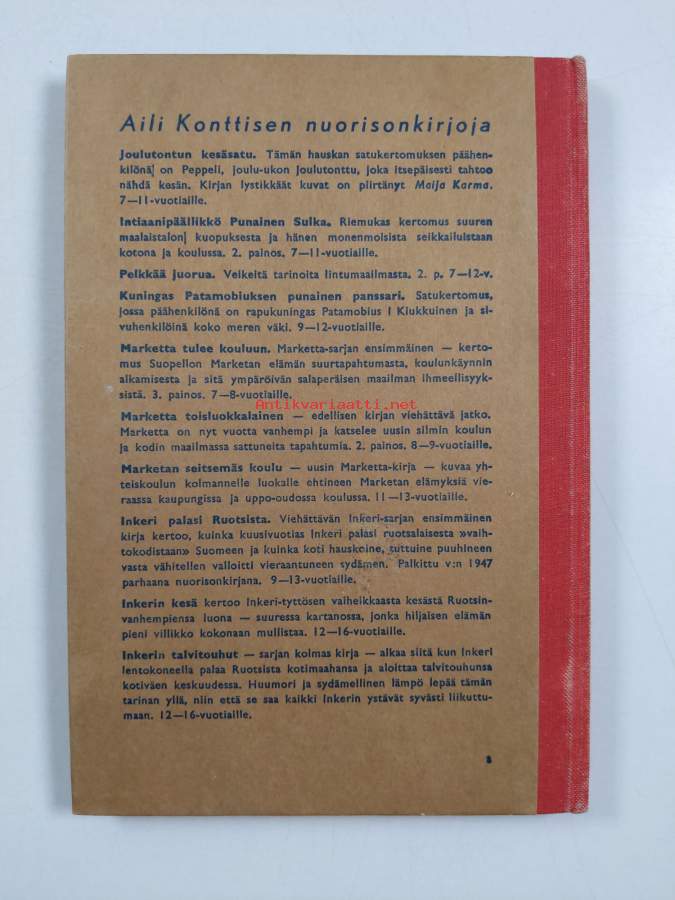 Aili Konttisen nuorisonkirjoja
Joulutontun kesäsatu. Tämän hauskan satukertomuksen päähen-
kilönä on Peppeli, joulu-ukon Joulutonttu, joka itsepäisesti tahtoo
nähdä kesän. Kirjan lystikkäät kuvat on piirtänyt Maija Karma.
7—11-vuotiaille.
Intiaanipäällikkö Punainen Sulka. Riemukas kertomus suuren
maalaistalon kuopuksesta ja hänen monenmoisista seikkailuistaan
kotona ja koulussa. 2. painos. 7—11-vuotiaille.
Pelkkää juorua. Veikeitä tarinoita lintumaailmasta. 2. p. 7—12-v.
Kuningas Patamobiuksen punainen panssari. Satukertomus,
jossa päähenkilönä on rapukuningas Patamobius I Kiukkuinen ja si-
vuhenkilöinä koko meren väki. 9—12-vuotiaille.
Marketta tulee kouluun. Marketta-sarjan ensimmäinen — kerto-
mus Suopellon Marketan elämän suurtapahtumasta, koulunkäynnin
alkamisesta ja sitä ympäröivän salaperäisen maailman ihmeellisyyk-
sistä. 3. painos. 7—8-vuotiaille.
Antikvariaatti.net
Marketta toisluokkalainen — edellisen kirjan viehättävä jatko.
Marketta on nyt vuotta vanhempi ja katselee uusin silmin koulun
ja kodin maailmassa sattuneita tapahtumia. 2. painos. 8—9-vuotiaille.
Marketan seitsemäs koulu — uusin Marketta-kirja — kuvaa yh-
teiskoulun kolmannelle luokalle ehtineen Marketan elämyksiä vie-
raassa kaupungissa ja uppo-oudossa koulussa. 11—13-vuotiaille.
Inkeri palasi Ruotsista. Viehättävän Inkeri-sarjan ensimmäinen
kirja kertoo, kuinka kuusivuotias Inkeri palasi ruotsalaisesta »vaih-
tokodistaan» Suomeen ja kuinka koti hauskoine, tuttuine puuhineen
vasta vähitellen valloitti vieraantuneen sydämen. Palkittu v:n 1947
parhaana nuorisonkirjana. 9—13-vuotiaille.
Inkerin kesä kertoo Inkeri-tyttösen vaiheikkaasta kesästä Ruotsin-
vanhempiensa luona — suuressa kartanossa, jonka hiljaisen elämän
pieni villikko kokonaan mullistaa. 12—16-vuotiaille.
Inkerin talvitouhut — sarjan kolmas kirja — alkaa siitä kun Inkeri
lentokoneella palaa Ruotsista kotimaahansa ja aloittaa talvitouhunsa
kotiväen keskuudessa. Huumori ja sydämellinen lämpö lepää tämän
tarinan yllä, niin että se saa kaikki Inkerin ystävät syvästi liikuttu-
maan. 12—16-vuotiaille.